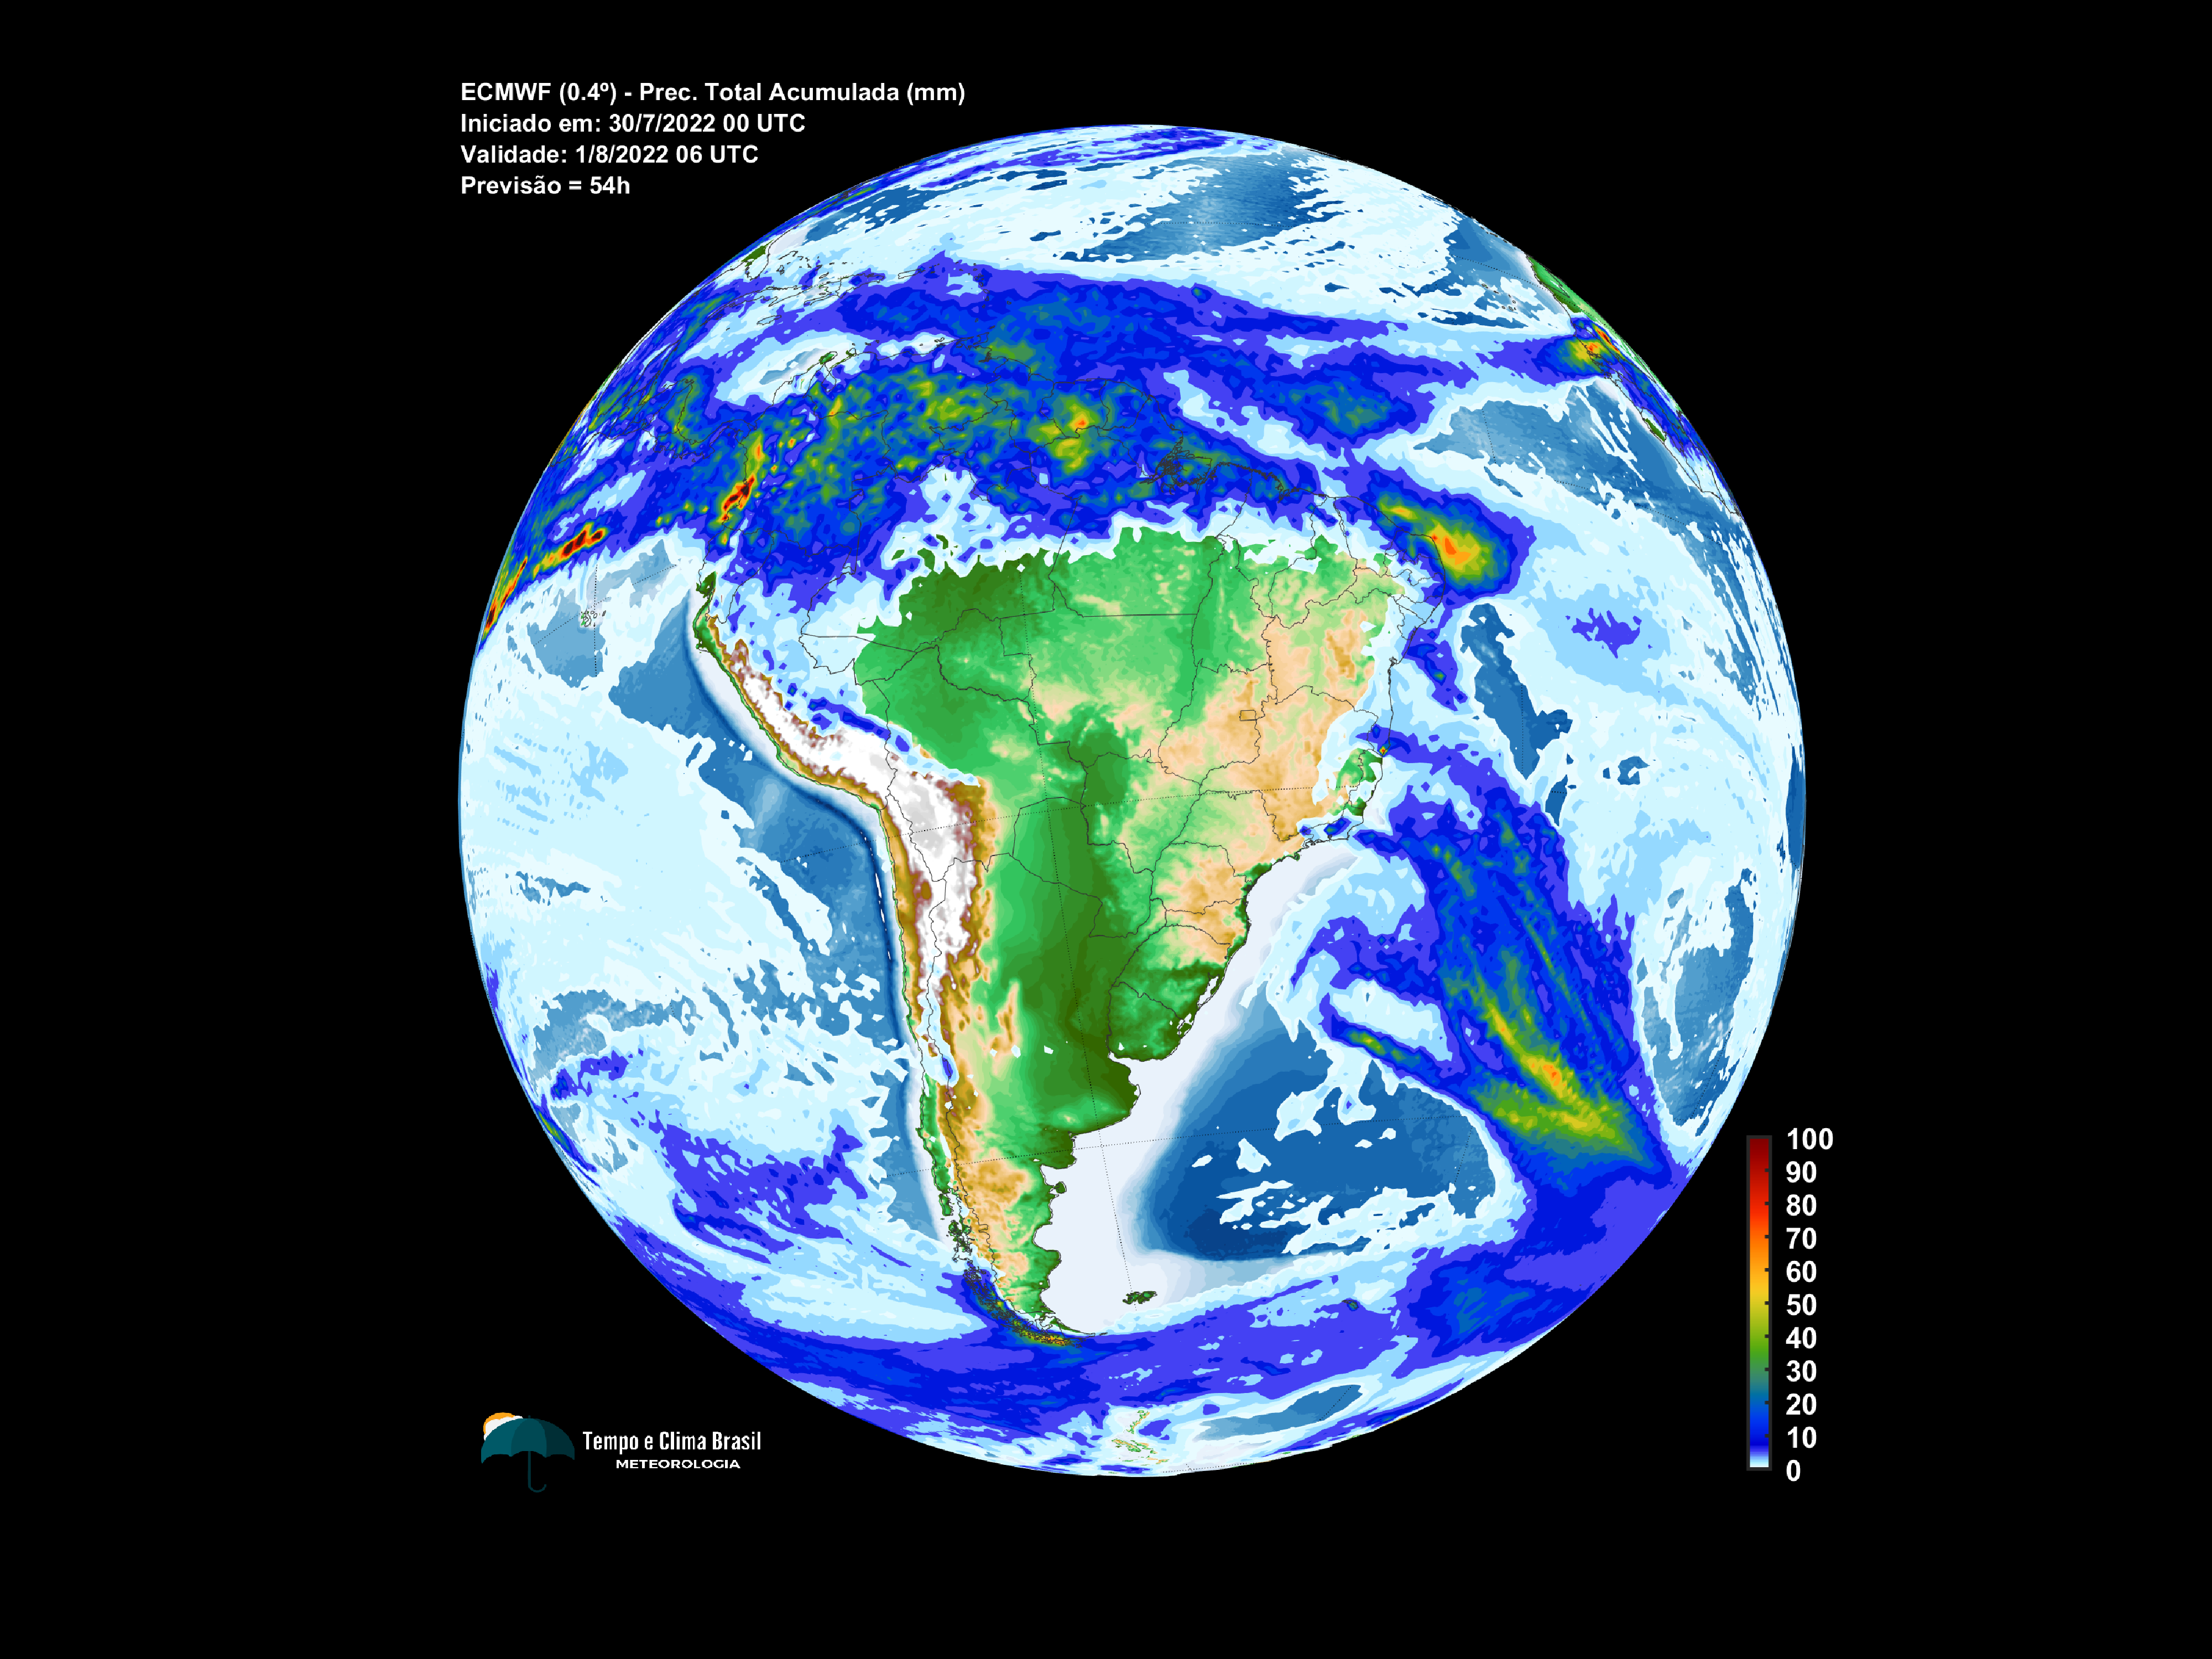 ECMWF (0.4º) - Prec. Total Acumulada (mm)
Iniciado em: 30/7/2022 00 UTC
Validade: 1/8/2022 06 UTC
Previsão = 54h
100
90
80
70
60
50
40
30
20
10
0
Tempo e Clima Brasil
METEOROLOGIA